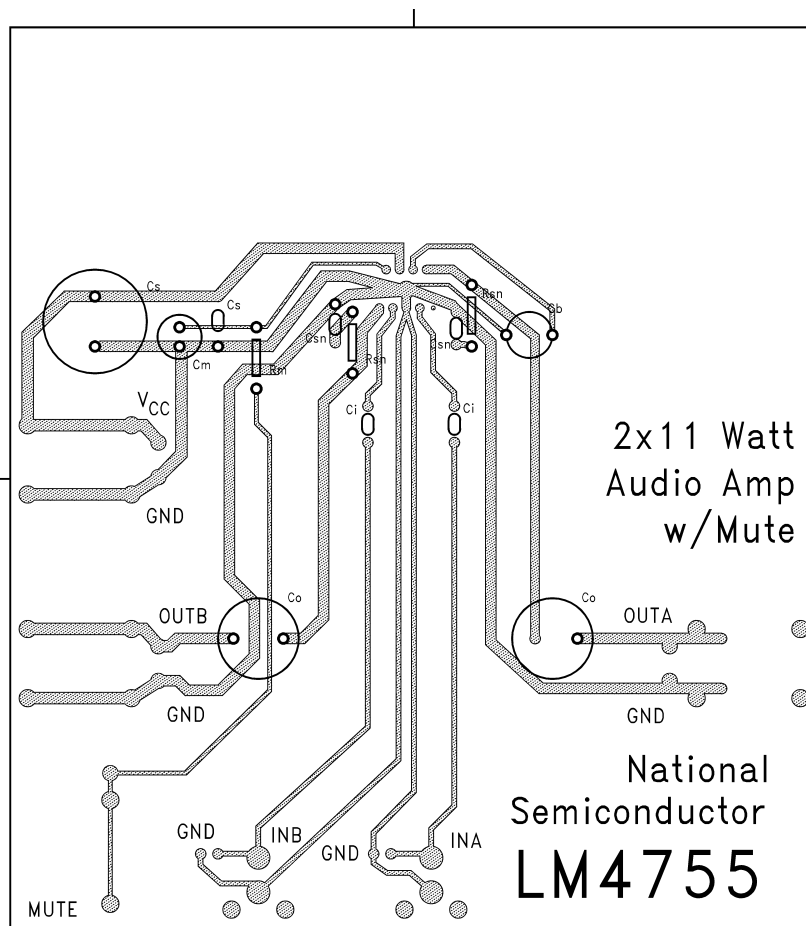 Cs
Cs
Rsn
Cb
Csn
Csn
Cm
Rm
Rsn
VCC
Ci
Ci
2x11 Watt
Audio Amp
w/Mute
GND
Co
Co
OUTB
OUTA
GND
GND
National
Semiconductor
GND
INB
GND
INA
LM4755
MUTE